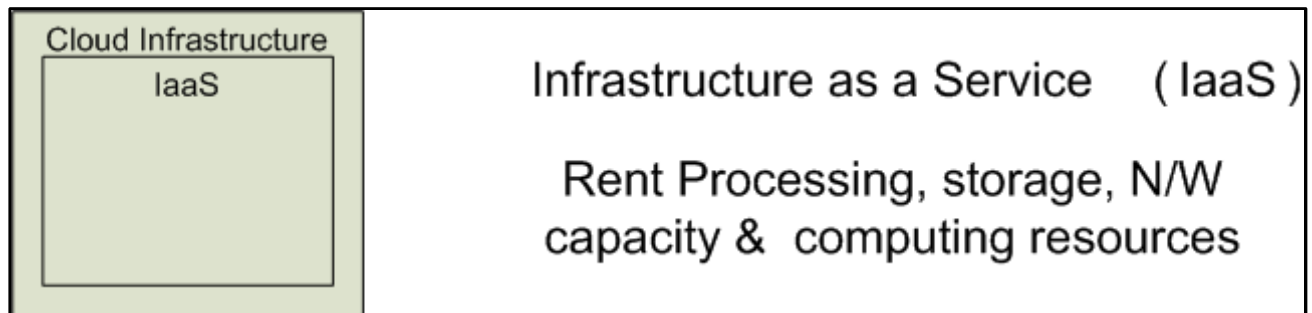 Cloud Infrastructure
IaaS
Infrastructure as a Service ( IaaS )
Rent Processing, storage, N/W
capacity & computing resources